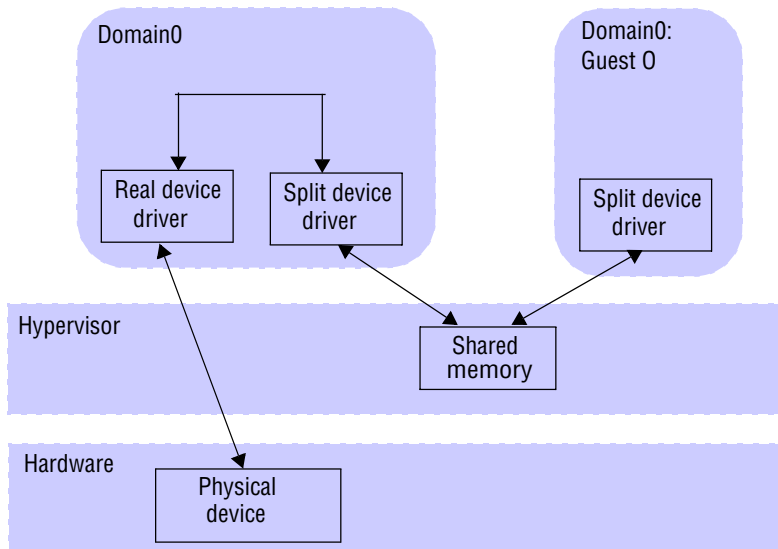 Domain0
Domain0:
Guest O
Real device
driver
Split device
driver
Split device
driver
Hypervisor
Shared
memory
Hardware
Physical
device